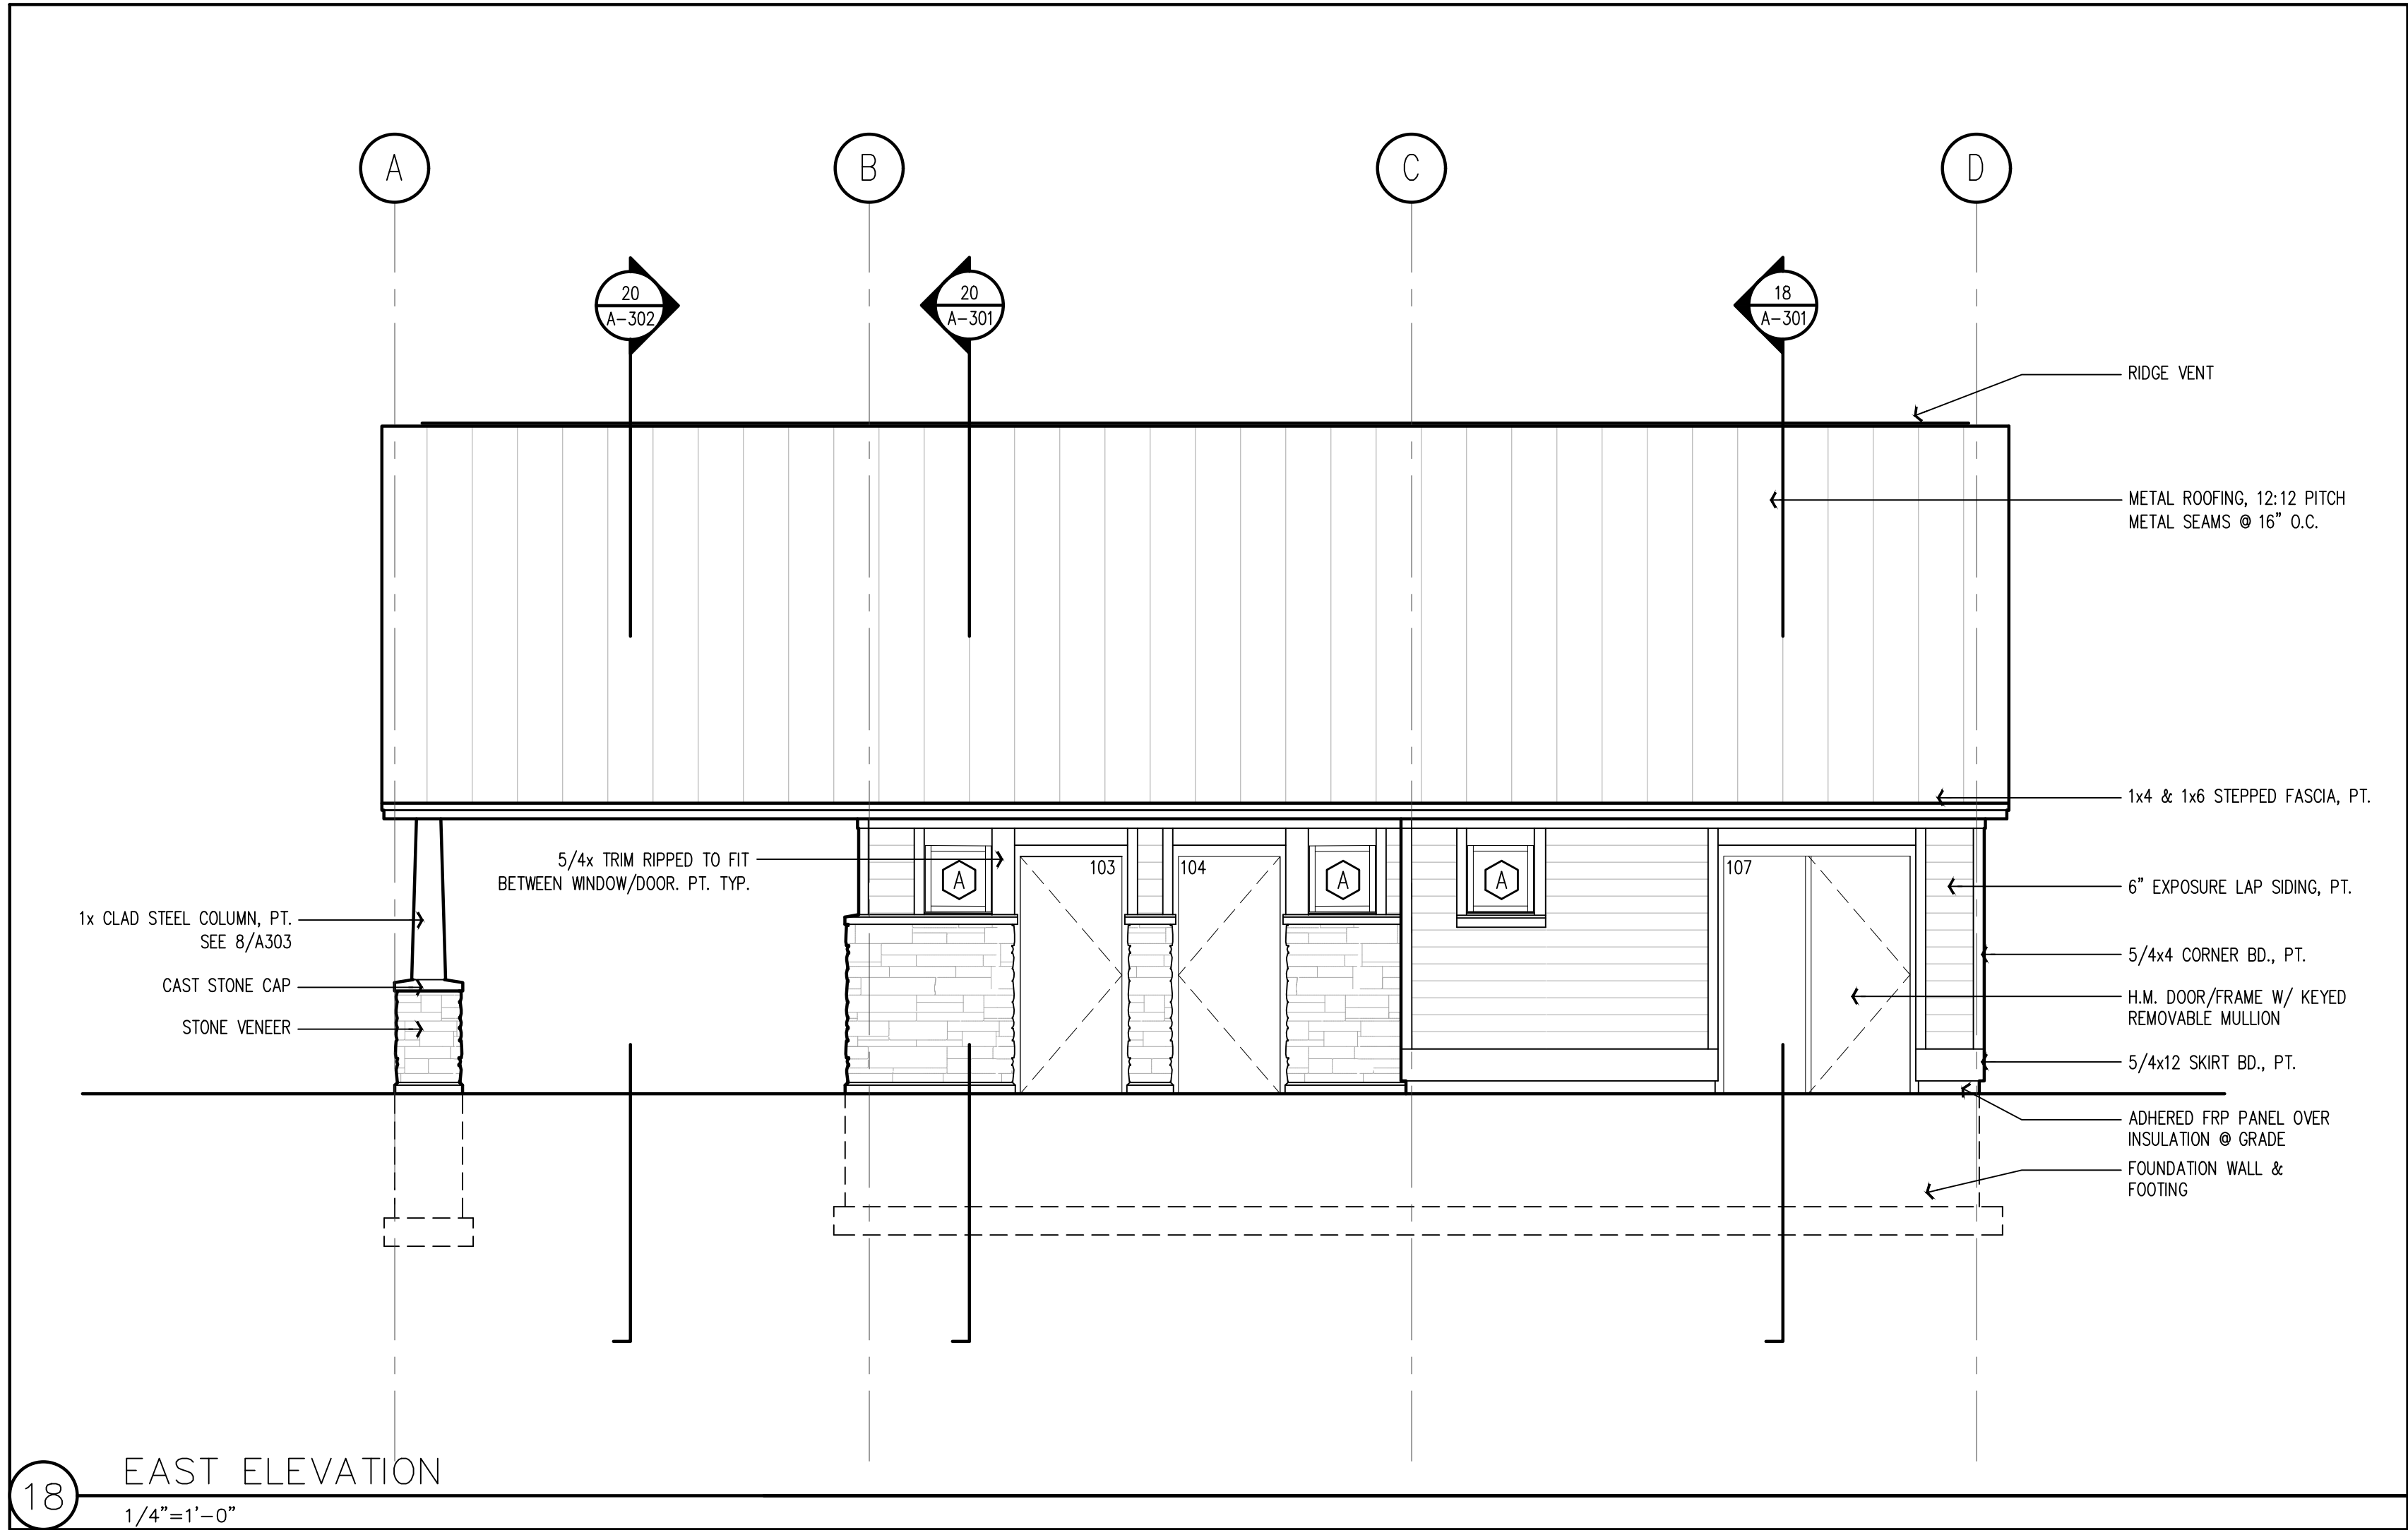 A
B
C
D
20
A-302
20
A-301
18
A-301
RIDGE VENT
METAL ROOFING, 12:12 PITCH
METAL SEAMS @ 16" O.C.
1x4 & 1x6 STEPPED FASCIA, PT.
5/4x TRIM RIPPED TO FIT
BETWEEN WINDOW/DOOR. PT. TYP.
A
103
104
A
A
107
6" EXPOSURE LAP SIDING, PT.
1x CLAD STEEL COLUMN, PT.
SEE 8/A303
5/4x4 CORNER BD., PT.
CAST STONE CAP
H.M. DOOR/FRAME W/ KEYED
REMOVABLE MULLION
STONE VENEER
5/4x12 SKIRT BD., PT.
ADHERED FRP PANEL OVER
INSULATION @ GRADE
FOUNDATION WALL &
FOOTING
18
EAST ELEVATION
1/4"=1'-0"